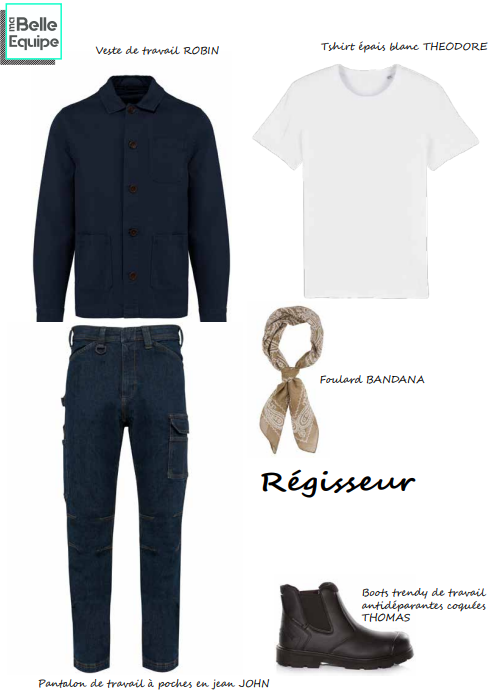 ma
Belle
Equipe
Veste de travail ROBIN
Tshirt épais blanc THEODORE
Foulard BANDANA
Régisseur
Boots trendy de travail
antidéparantes coquées
THOMAS
Pantalon de travail à poches en jean JOHN